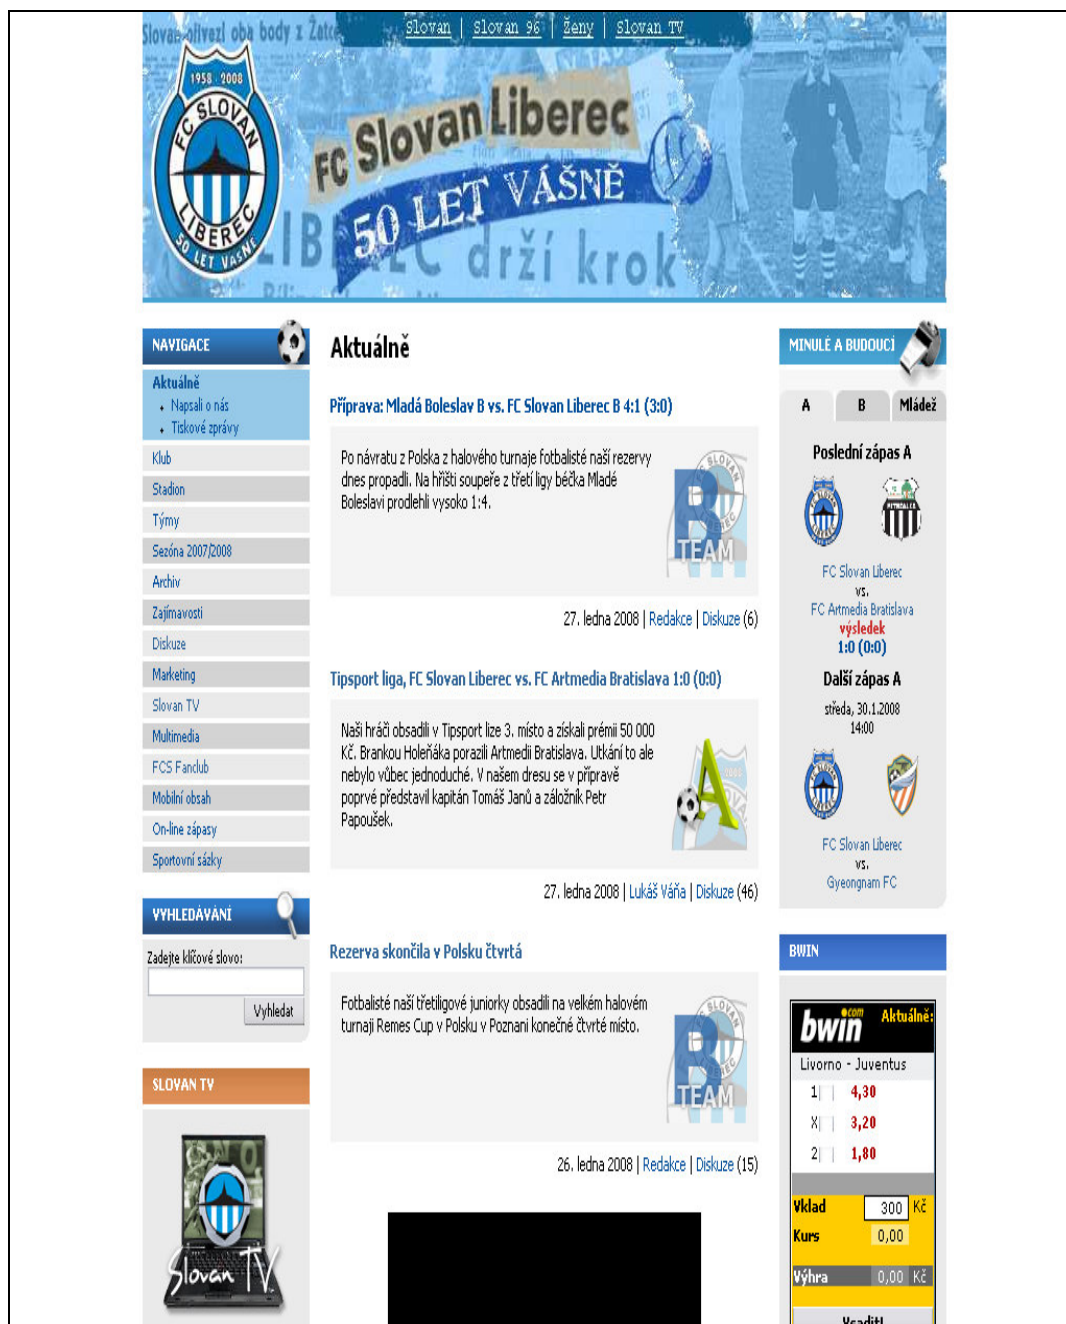 Slovan | Slovan 96 | Ženy | Slovan TV
Slovan přivezl oba body z Žatce
1958 - 2008
FC SLOVAN
LIBEREC
50 LET VÁŠNĚ
FC Slovan Liberec
50 LET VÁŠNĚ
LIBEREC drží krok
NAVIGACE
Aktuálně
Napsali o nás
Tiskové zprávy
Klub
Stadion
Týmy
Sezóna 2007/2008
Archiv
Zajímavosti
Diskuze
Marketing
Slovan TV
Multimedia
FCS Fanclub
Mobilní obsah
On-line zápasy
Sportovní sázky
VYHLEDÁVÁNÍ
Zadejte klíčové slovo:
Vyhledat
SLOVAN TV
Slovan TV
Aktuálně
Příprava: Mladá Boleslav B vs. FC Slovan Liberec B 4:1 (3:0)
Po návratu z Polska z halového turnaje fotbalisté naší rezervy
dnes propadli. Na hřišti soupeře z třetí ligy béčka Mladé
Boleslavi prodlehli vysoko 1:4.
B
TEAM
27. ledna 2008 | Redakce | Diskuze (6)
Tipsport liga, FC Slovan Liberec vs. FC Artmedia Bratislava 1:0 (0:0)
Naši hráči obsadili v Tipsport lize 3. místo a získali prémii 50 000
Kč. Brankou Holeňáka porazili Artmedii Bratislava. Utkání to ale
nebylo vůbec jednoduché. V našem dresu se v přípravě
poprvé představil kapitán Tomáš Janů a záložník Petr
Papoušek.
A
27. ledna 2008 | Lukáš Váňa | Diskuze (46)
Rezerva skončila v Polsku čtvrtá
Fotbalisté naší třetiligové juniorky obsadili na velkém halovém
turnaji Remes Cup v Polsku v Poznani konečné čtvrté místo.
B
TEAM
26. ledna 2008 | Redakce | Diskuze (15)
MINULÉ A BUDOUCÍ
A B Mládež
Poslední zápas A
FC Slovan Liberec
vs.
FC Artmedia Bratislava
výsledek
1:0 (0:0)
Další zápas A
středa, 30.1.2008
14:00
FC Slovan Liberec
vs.
Gyeongnam FC
BWIN
bwin .com Aktuálně:
Livorno - Juventus
1 4,30
X 3,20
2 1,80
Vklad 300 Kč
Kurs 0,00
Výhra 0,00 Kč
Vsadit!